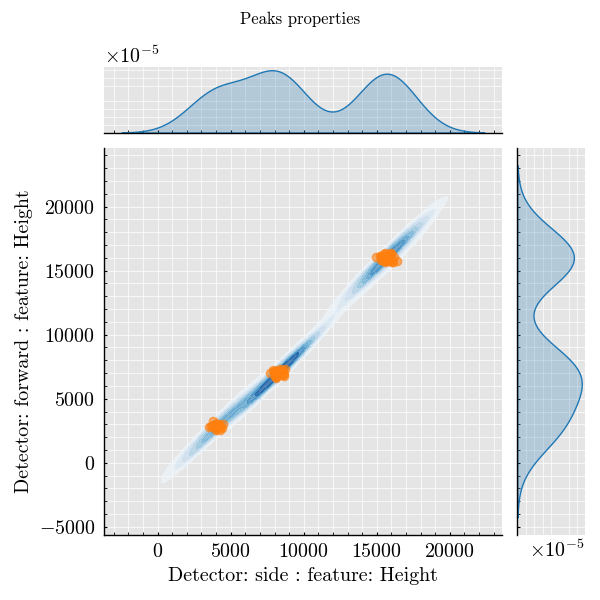 Peaks properties
×10⁻⁵
20000
15000
10000
5000
0
−5000
Detector: forward : feature: Height
0 5000 10000 15000 20000
×10⁻⁵
Detector: side : feature: Height